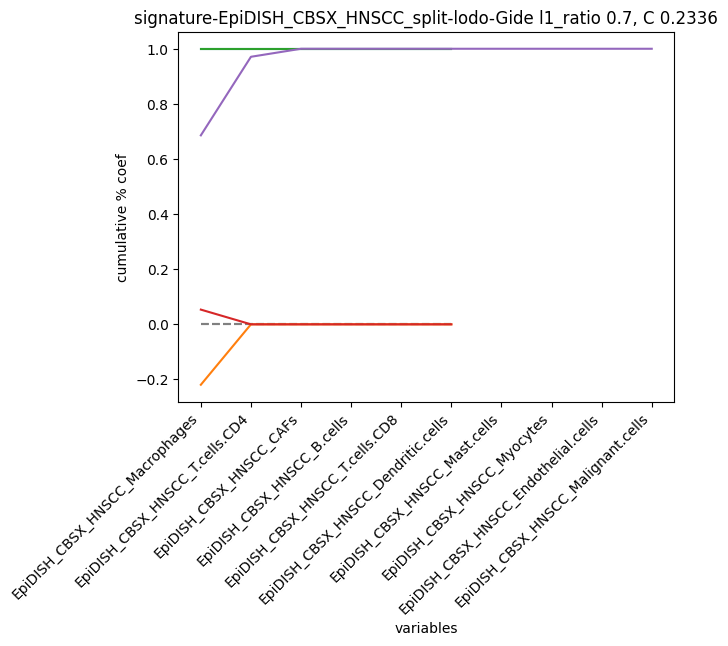 signature-EpiDISH_CBSX_HNSCC_split-lodo-Gide l1_ratio 0.7, C 0.2336
cumulative % coef
1.0
0.8
0.6
0.4
0.2
0.0
−0.2
EpiDISH_CBSX_HNSCC_Macrophages
EpiDISH_CBSX_HNSCC_T.cells.CD4
EpiDISH_CBSX_HNSCC_CAFs
EpiDISH_CBSX_HNSCC_B.cells
EpiDISH_CBSX_HNSCC_T.cells.CD8
EpiDISH_CBSX_HNSCC_Dendritic.cells
EpiDISH_CBSX_HNSCC_Mast.cells
EpiDISH_CBSX_HNSCC_Myocytes
EpiDISH_CBSX_HNSCC_Endothelial.cells
EpiDISH_CBSX_HNSCC_Malignant.cells
variables